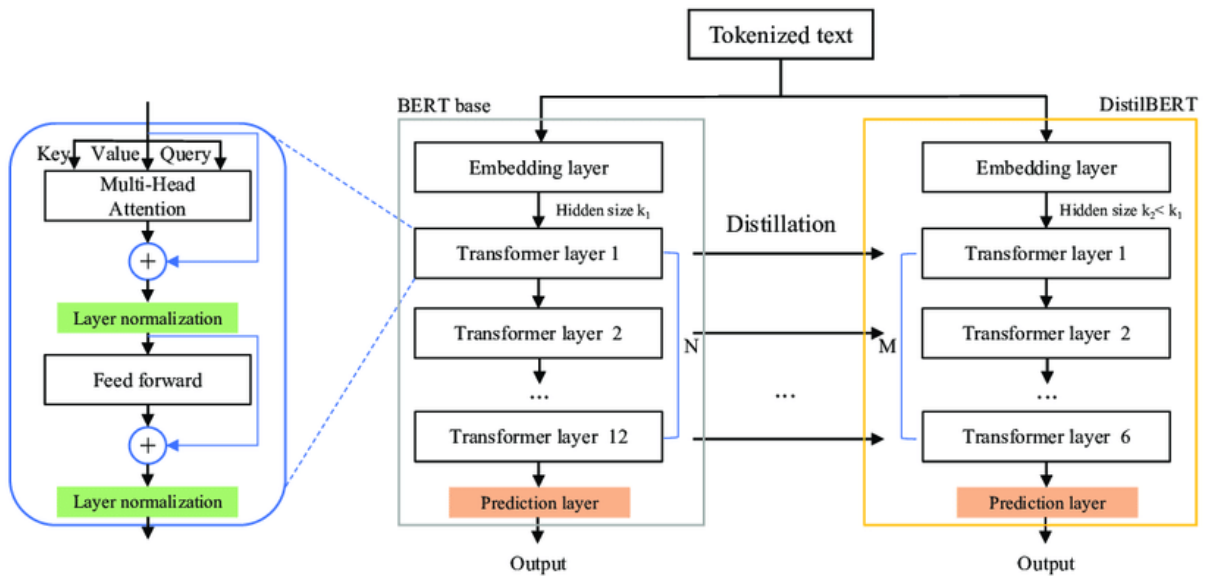 Tokenized text
BERT base
DistilBERT
Key Value Query
Multi-Head
Attention
+
Layer normalization
Feed forward
+
Layer normalization
Embedding layer
Hidden size k₁
Transformer layer 1
Transformer layer 2
...
Transformer layer 12
N
Prediction layer
Output
Distillation
...
Embedding layer
Hidden size k₂< k₁
Transformer layer 1
Transformer layer 2
...
Transformer layer 6
M
Prediction layer
Output